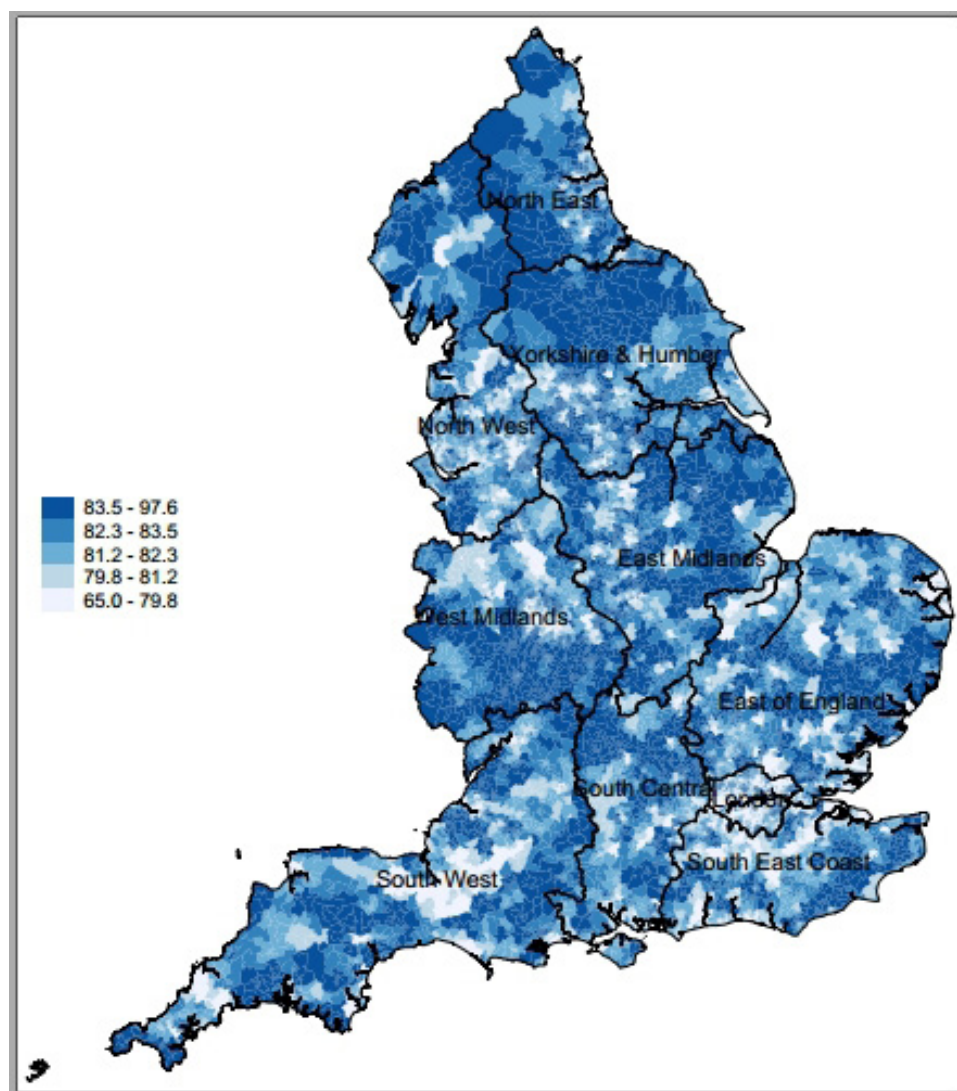 North East
Yorkshire & Humber
North West
83.5 - 97.6
82.3 - 83.5
81.2 - 82.3
79.8 - 81.2
65.0 - 79.8
East Midlands
West Midlands
East of England
South Central
London
South East Coast
South West